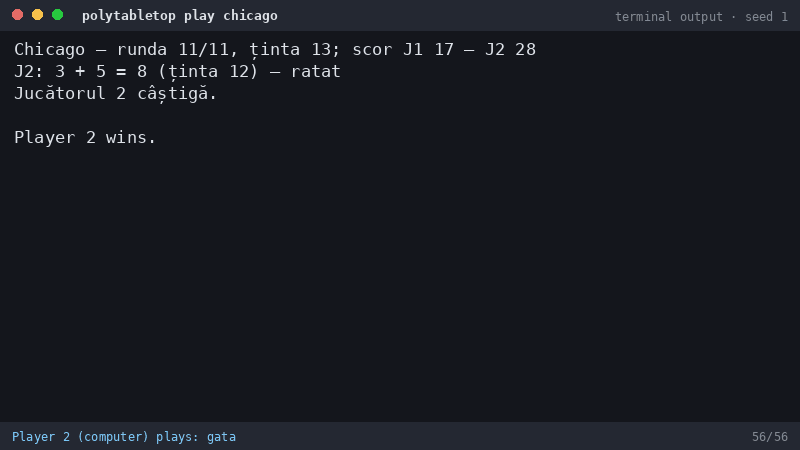 polytabletop play chicago
terminal output · seed 1
Chicago — runda 11/11, ținta 13; scor J1 17 — J2 28
J2: 3 + 5 = 8 (ținta 12) — ratat
Jucătorul 2 câștigă.
Player 2 wins.
Player 2 (computer) plays: gata
56/56